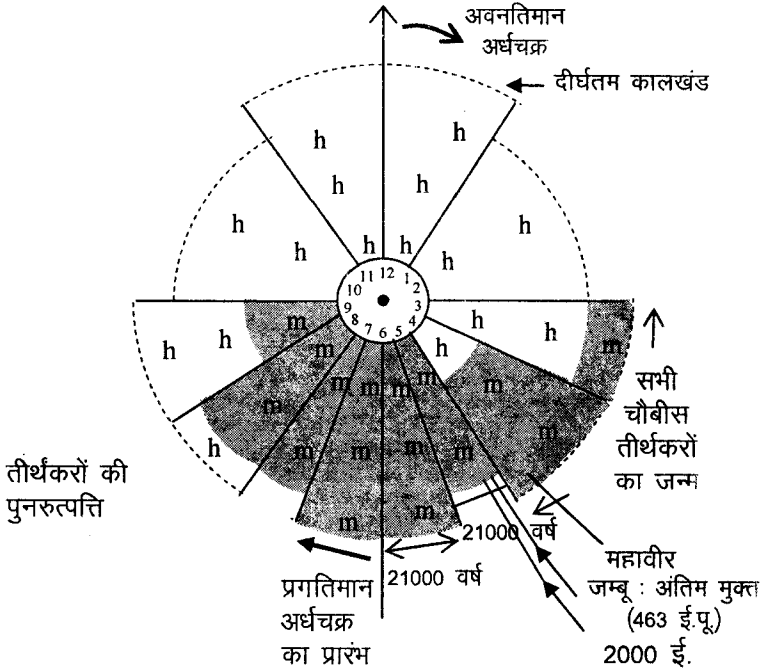 अवनतिमान
अर्धचक्र
दीर्घतम कालखंड
h h
h h
h h
h h h h
11 12 1
10 2
9 3
8 4
7 6 5
h h m h h m
h m m m
m m m m m m
h m m m m
m m
सभी
चौबीस
तीर्थकरों
का जन्म
तीर्थंकरों की
पुनरुत्पत्ति
21000 वर्ष
21000 वर्ष
प्रगतिमान
अर्धचक्र
का प्रारंभ
महावीर
जम्बू : अंतिम मुक्त
(463 ई.पू.)
2000 ई.